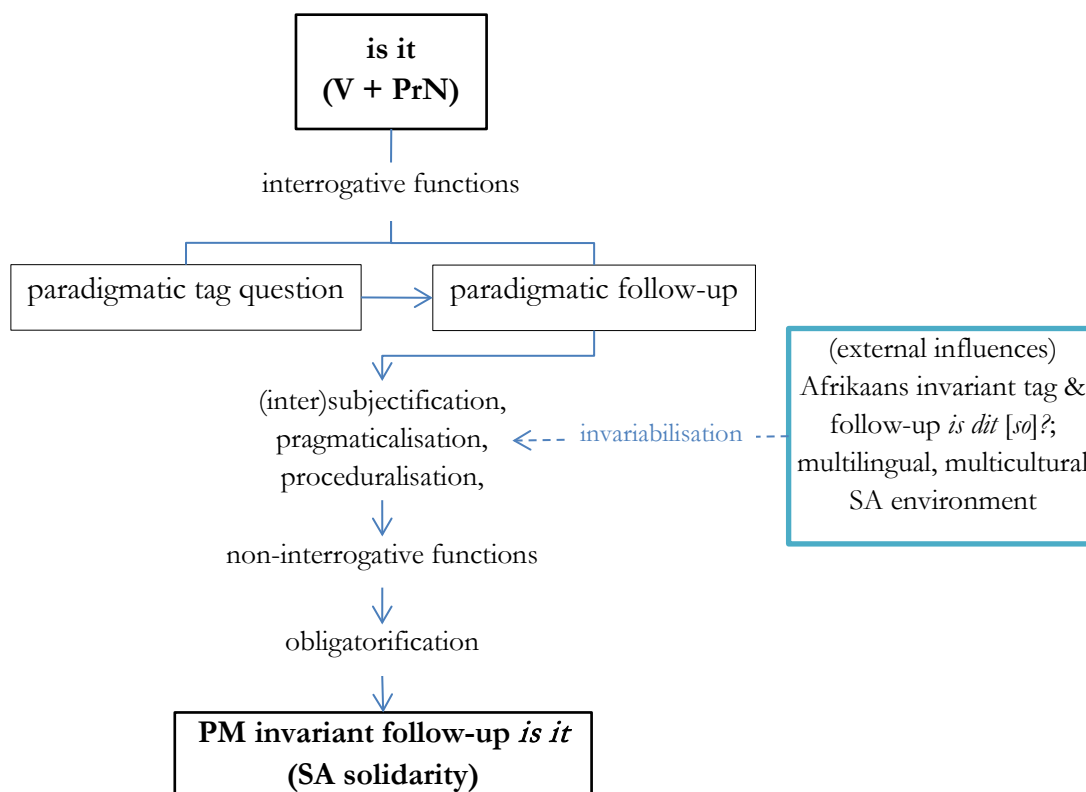 is it
(V + PrN)
interrogative functions
paradigmatic tag question
paradigmatic follow-up
(external influences)
Afrikaans invariant tag &
follow-up is dit [so]?;
multilingual, multicultural
SA environment
(inter)subjectification,
pragmaticalisation,
proceduralisation,
invariabilisation
non-interrogative functions
obligatorification
PM invariant follow-up is it
(SA solidarity)